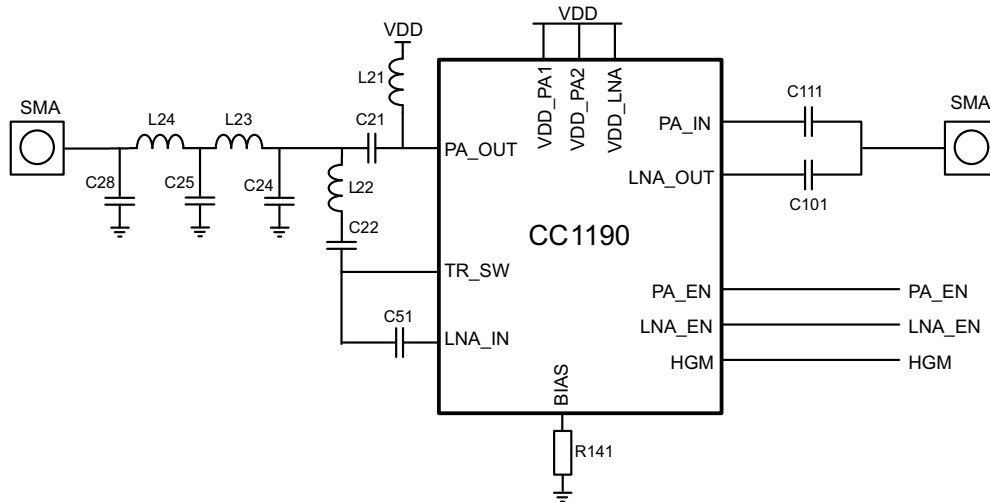 VDD
VDD
L21
SMA
C111
SMA
L24
L23
C21
VDD_PA1
VDD_PA2
VDD_LNA
PA_IN
PA_OUT
C28
C25
C24
L22
LNA_OUT
C101
C22
CC1190
TR_SW
PA_EN
PA_EN
C51
LNA_IN
LNA_EN
LNA_EN
HGM
HGM
BIAS
R141